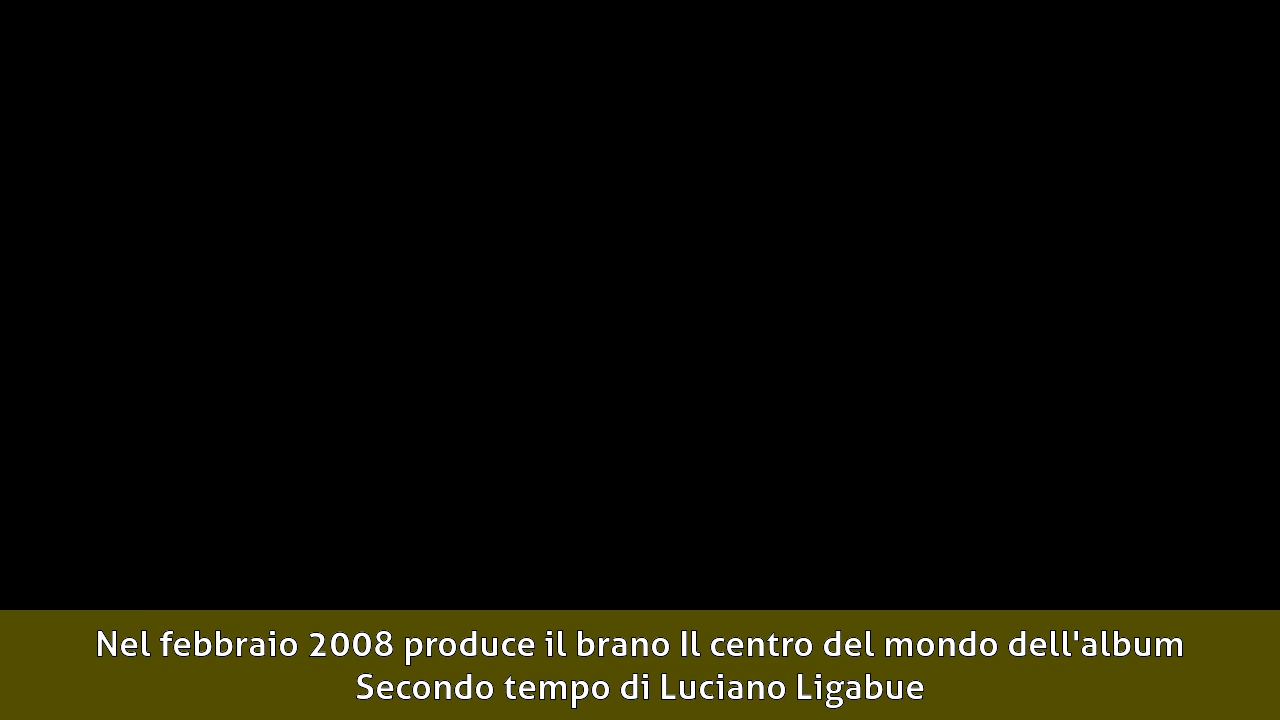 Nel febbraio 2008 produce il brano Il centro del mondo dell'album
Secondo tempo di Luciano Ligabue